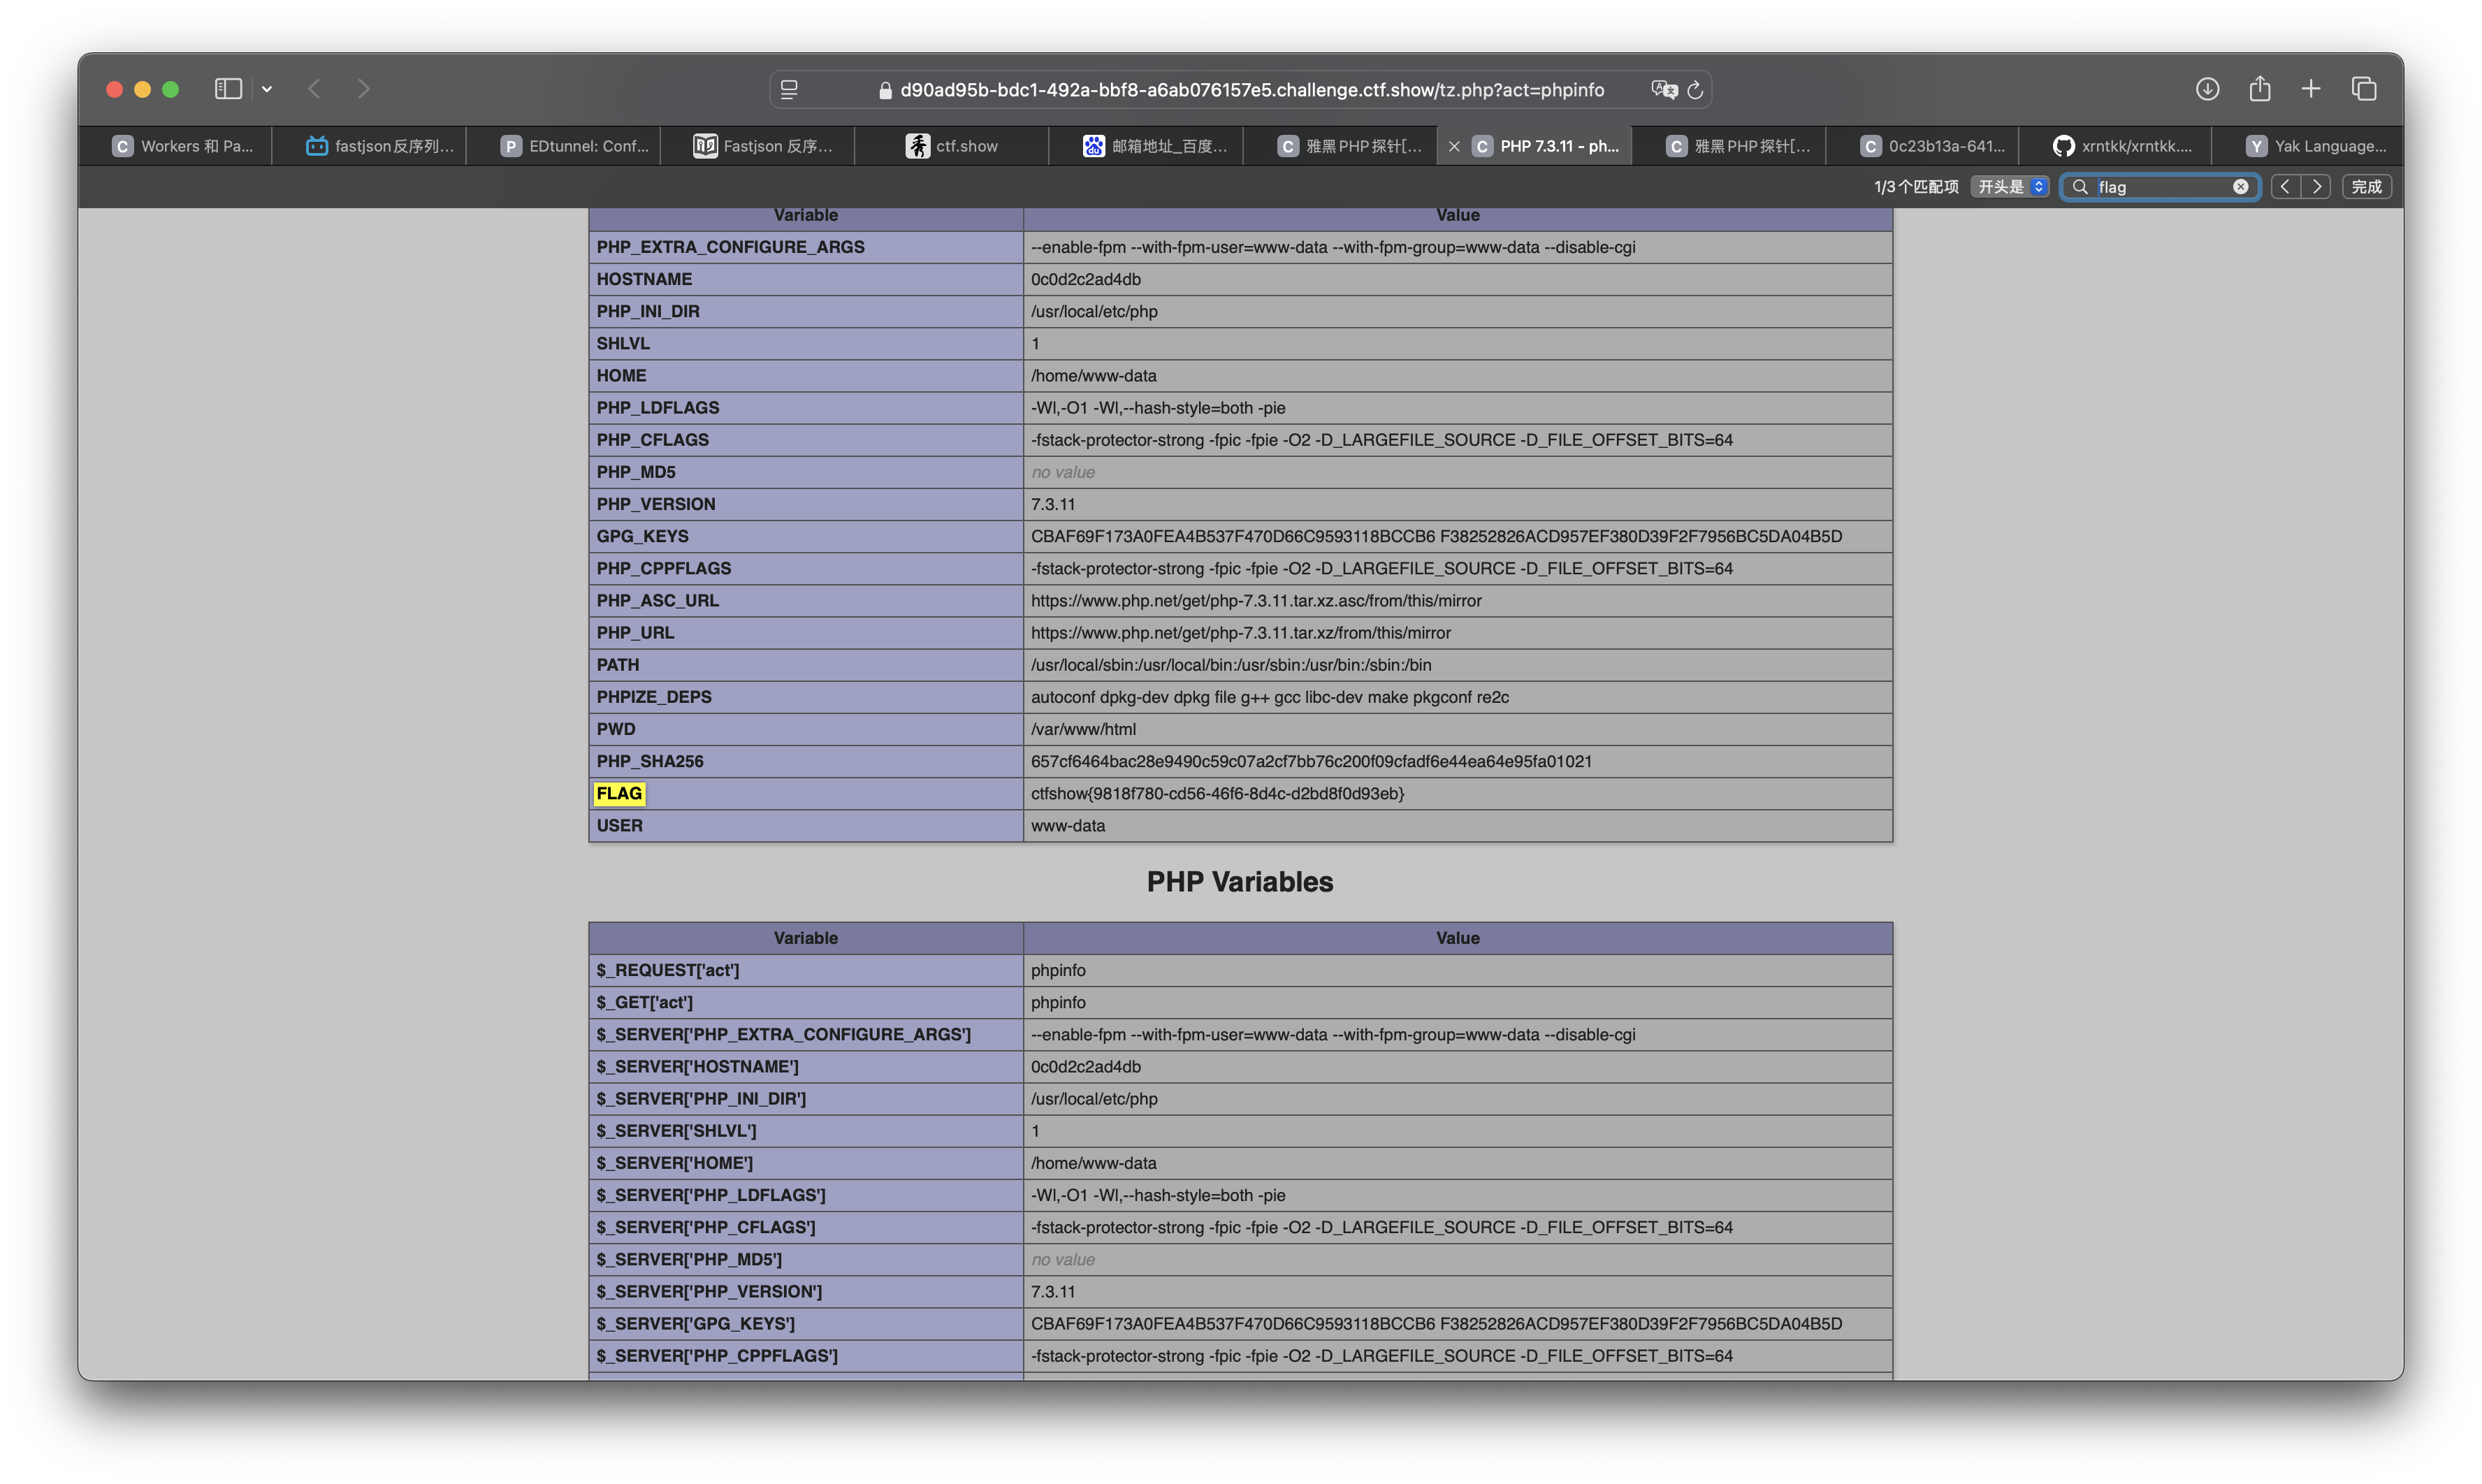 d90ad95b-bdc1-492a-bbf8-a6ab076157e5.challenge.ctf.show/tz.php?act=phpinfo
Workers 和 Pa...
fastjson反序列...
EDtunnel: Conf...
Fastjson 反序...
ctf.show
邮箱地址_百度...
雅黑PHP探针[...
PHP 7.3.11 - ph...
雅黑PHP探针[...
0c23b13a-641...
xrntkk/xrntkk....
Yak Language...
1/3个匹配项 开头是 flag 完成
Variable Value
PHP_EXTRA_CONFIGURE_ARGS --enable-fpm --with-fpm-user=www-data --with-fpm-group=www-data --disable-cgi
HOSTNAME 0c0d2c2ad4db
PHP_INI_DIR /usr/local/etc/php
SHLVL 1
HOME /home/www-data
PHP_LDFLAGS -Wl,-O1 -Wl,--hash-style=both -pie
PHP_CFLAGS -fstack-protector-strong -fpic -fpie -O2 -D_LARGEFILE_SOURCE -D_FILE_OFFSET_BITS=64
PHP_MD5 no value
PHP_VERSION 7.3.11
GPG_KEYS CBAF69F173A0FEA4B537F470D66C9593118BCCB6 F38252826ACD957EF380D39F2F7956BC5DA04B5D
PHP_CPPFLAGS -fstack-protector-strong -fpic -fpie -O2 -D_LARGEFILE_SOURCE -D_FILE_OFFSET_BITS=64
PHP_ASC_URL https://www.php.net/get/php-7.3.11.tar.xz.asc/from/this/mirror
PHP_URL https://www.php.net/get/php-7.3.11.tar.xz/from/this/mirror
PATH /usr/local/sbin:/usr/local/bin:/usr/sbin:/usr/bin:/sbin:/bin
PHPIZE_DEPS autoconf dpkg-dev dpkg file g++ gcc libc-dev make pkgconf re2c
PWD /var/www/html
PHP_SHA256 657cf6464bac28e9490c59c07a2cf7bb76c200f09cfadf6e44ea64e95fa01021
FLAG ctfshow{9818f780-cd56-46f6-8d4c-d2bd8f0d93eb}
USER www-data
PHP Variables
Variable Value
$_REQUEST['act'] phpinfo
$_GET['act'] phpinfo
$_SERVER['PHP_EXTRA_CONFIGURE_ARGS'] --enable-fpm --with-fpm-user=www-data --with-fpm-group=www-data --disable-cgi
$_SERVER['HOSTNAME'] 0c0d2c2ad4db
$_SERVER['PHP_INI_DIR'] /usr/local/etc/php
$_SERVER['SHLVL'] 1
$_SERVER['HOME'] /home/www-data
$_SERVER['PHP_LDFLAGS'] -Wl,-O1 -Wl,--hash-style=both -pie
$_SERVER['PHP_CFLAGS'] -fstack-protector-strong -fpic -fpie -O2 -D_LARGEFILE_SOURCE -D_FILE_OFFSET_BITS=64
$_SERVER['PHP_MD5'] no value
$_SERVER['PHP_VERSION'] 7.3.11
$_SERVER['GPG_KEYS'] CBAF69F173A0FEA4B537F470D66C9593118BCCB6 F38252826ACD957EF380D39F2F7956BC5DA04B5D
$_SERVER['PHP_CPPFLAGS'] -fstack-protector-strong -fpic -fpie -O2 -D_LARGEFILE_SOURCE -D_FILE_OFFSET_BITS=64